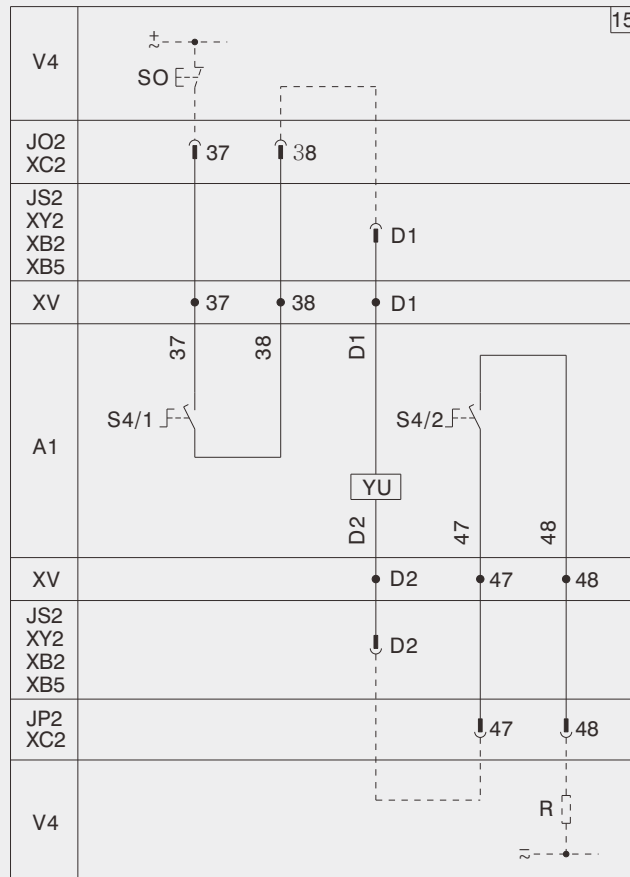 15
V4
+
~
SO
JO2
XC2
37
38
JS2
XY2
XB2
XB5
D1
XV
37
38
D1
A1
37
38
D1
S4/1
S4/2
YU
D2
47
48
XV
D2
47
48
JS2
XY2
XB2
XB5
D2
JP2
XC2
47
48
V4
R
–
~